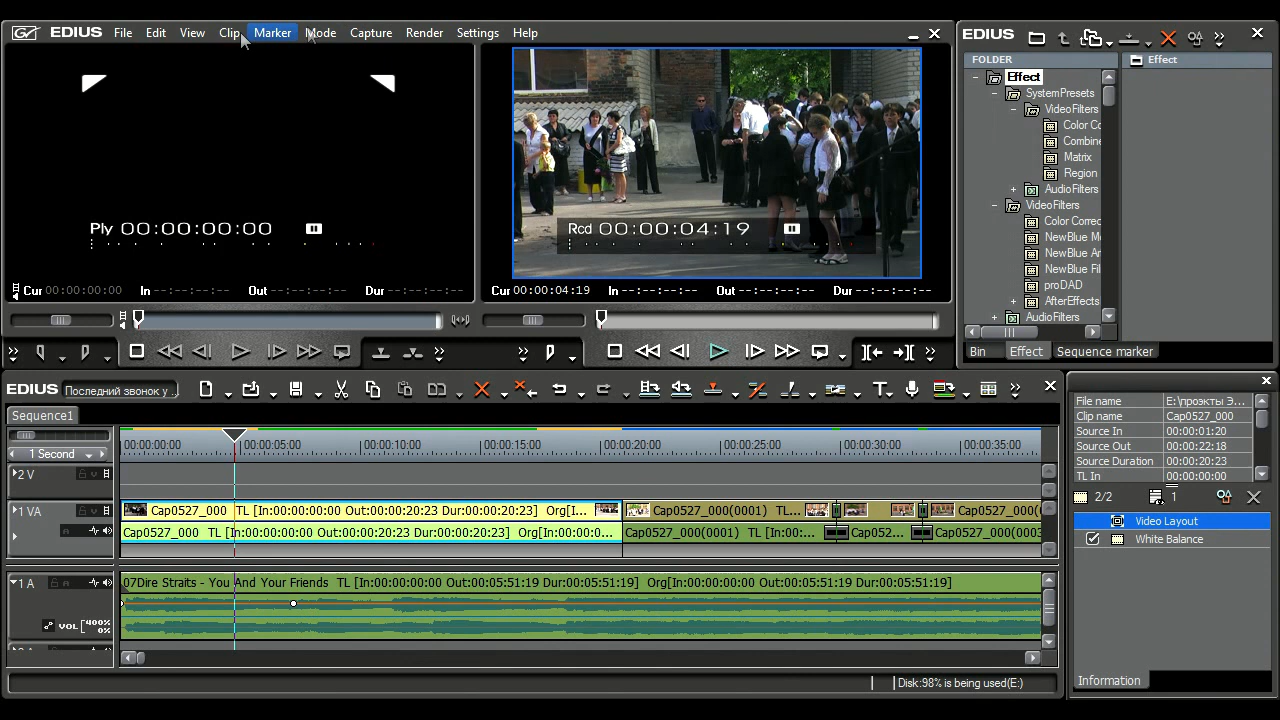 EDIUS File Edit View Clip Marker Mode Capture Render Settings Help
Ply 00:00:00:00
Cur 00:00:00:00 In --:--:--:-- Out --:--:--:-- Dur --:--:--:--
Rcd 00:00:04:19
Cur 00:00:04:19 In --:--:--:-- Out --:--:--:-- Dur --:--:--:--
EDIUS
FOLDER
Effect
SystemPresets
VideoFilters
Color Cc
Combine
Matrix
Region
AudioFilters
VideoFilters
Color Correc
NewBlue M
NewBlue Ar
NewBlue Fil
proDAD
AfterEffects
AudioFilters
Effect
Bin Effect Sequence marker
EDIUS Последний звонок у ...
Sequence1
1 Second
00:00:00:00 00:00:05:00 00:00:10:00 00:00:15:00 00:00:20:00 00:00:25:00 00:00:30:00 00:00:35:00
2 V
1 VA
Cap0527_000 TL [In:00:00:00:00 Out:00:00:20:23 Dur:00:00:20:23] Org[I... Cap0527_000(0001) TL... Cap0527_000(
Cap0527_000 TL [In:00:00:00:00 Out:00:00:20:23 Dur:00:00:20:23] Org[In:00:0... Cap0527_000(0001) TL [In:00:... Cap052... Cap0527_000(0003
1 A
07Dire Straits - You And Your Friends TL [In:00:00:00:00 Out:00:05:51:19 Dur:00:05:51:19] Org[In:00:00:00:00 Out:00:05:51:19 Dur:00:05:51:19]
VOL [400%
0%
Disk:98% is being used(E:)
File name E:\проэкты Э...
Clip name Cap0527_000
Source In 00:00:01:20
Source Out 00:00:22:18
Source Duration 00:00:20:23
TL In 00:00:00:00
2/2 1
Video Layout
White Balance
Information